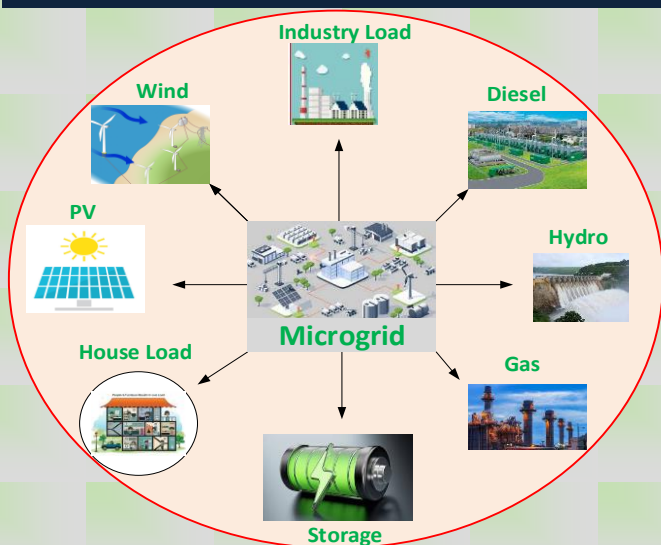 Industry Load
Wind
Diesel
PV
Hydro
Microgrid
House Load
Gas
Storage